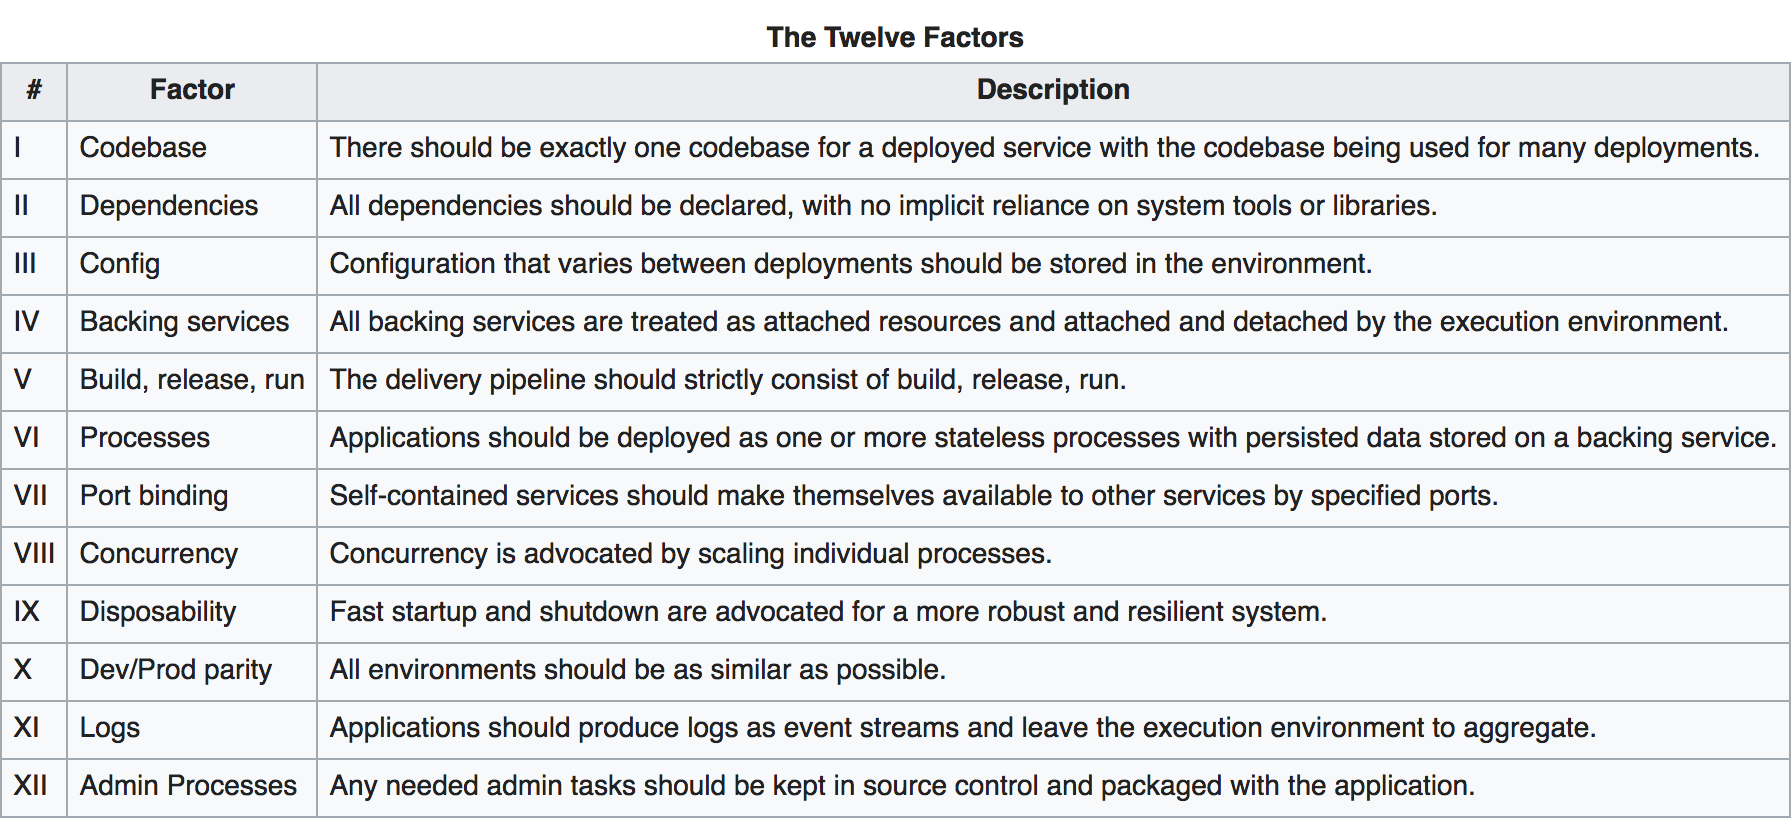 The Twelve Factors
# Factor Description
I Codebase There should be exactly one codebase for a deployed service with the codebase being used for many deployments.
II Dependencies All dependencies should be declared, with no implicit reliance on system tools or libraries.
III Config Configuration that varies between deployments should be stored in the environment.
IV Backing services All backing services are treated as attached resources and attached and detached by the execution environment.
V Build, release, run The delivery pipeline should strictly consist of build, release, run.
VI Processes Applications should be deployed as one or more stateless processes with persisted data stored on a backing service.
VII Port binding Self-contained services should make themselves available to other services by specified ports.
VIII Concurrency Concurrency is advocated by scaling individual processes.
IX Disposability Fast startup and shutdown are advocated for a more robust and resilient system.
X Dev/Prod parity All environments should be as similar as possible.
XI Logs Applications should produce logs as event streams and leave the execution environment to aggregate.
XII Admin Processes Any needed admin tasks should be kept in source control and packaged with the application.